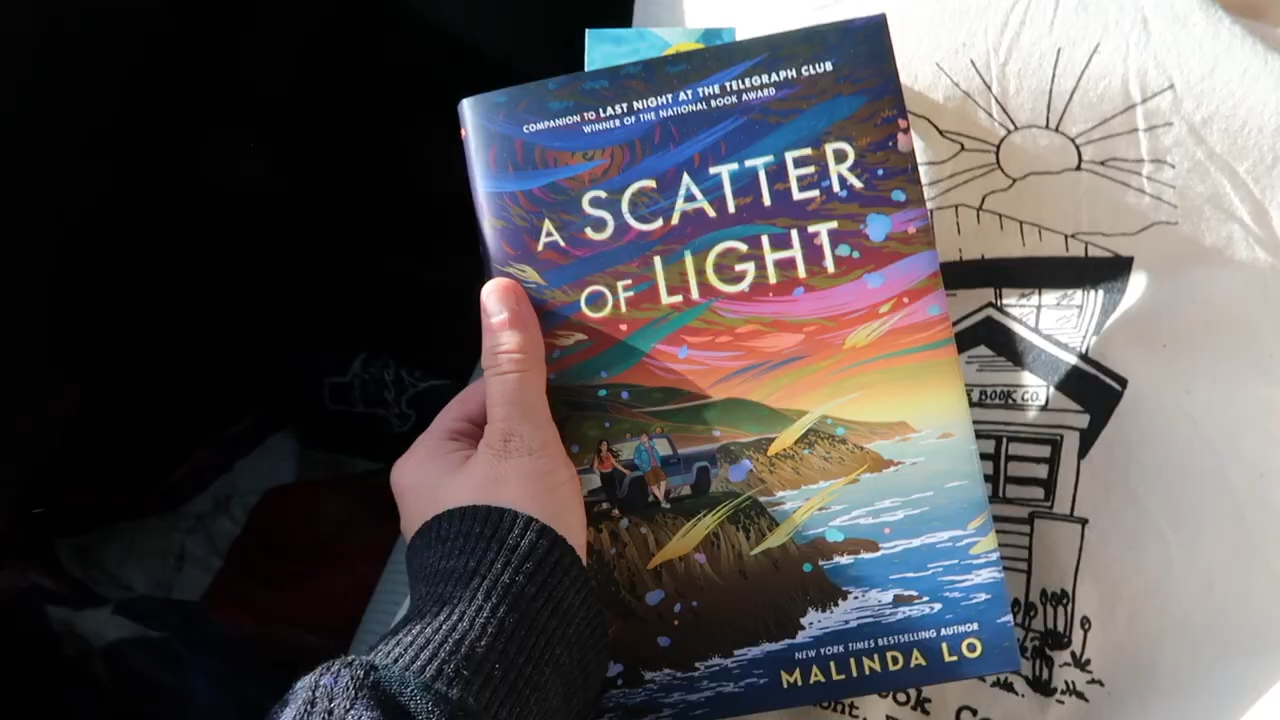 COMPANION TO LAST NIGHT AT THE TELEGRAPH CLUB
WINNER OF THE NATIONAL BOOK AWARD
A SCATTER
OF LIGHT
NEW YORK TIMES BESTSELLING AUTHOR
MALINDA LO
BOOK CO.